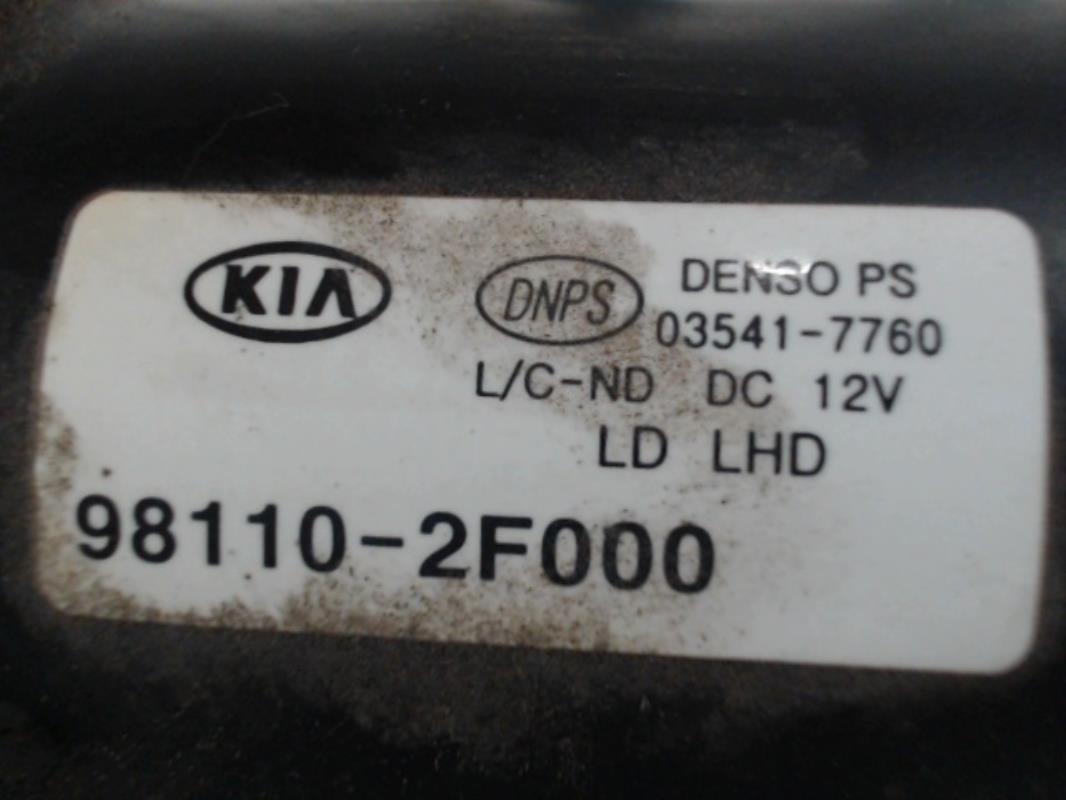 KIA DNPS DENSO PS
03541-7760
L/C-ND DC 12V
LD LHD
98110-2F000